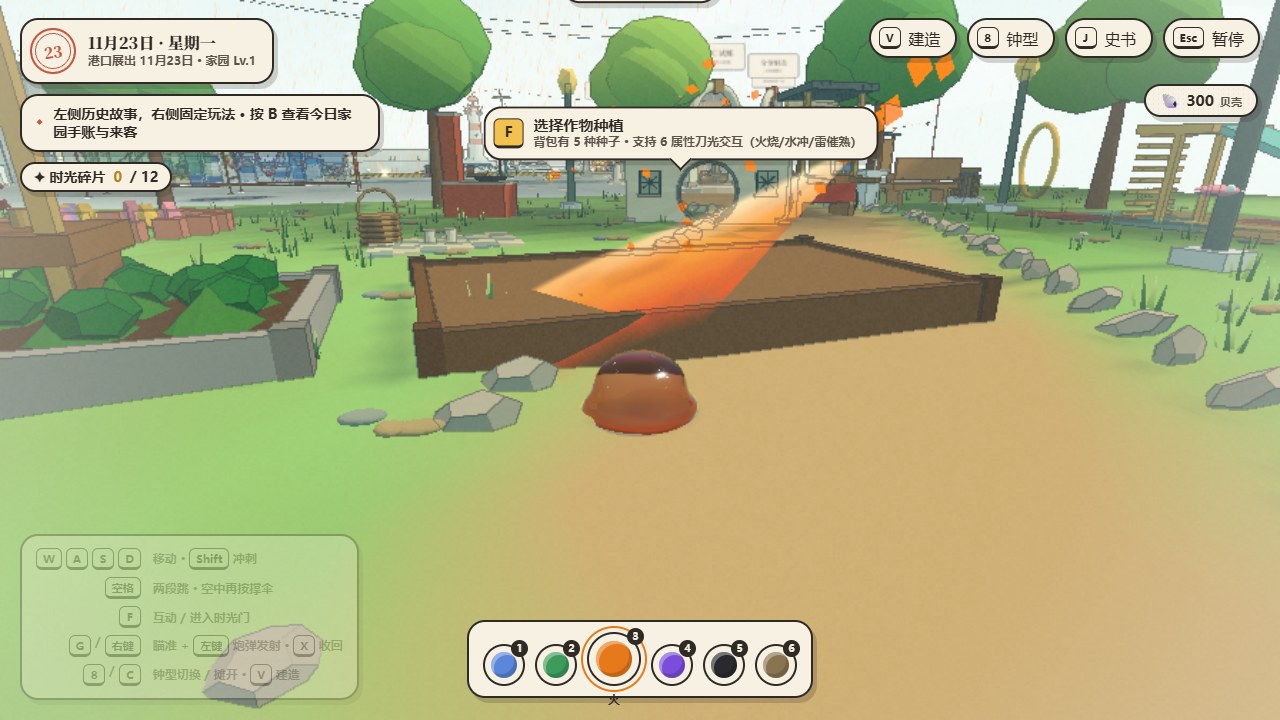 23
11月23日 · 星期一
港口展出 11月23日 · 家园 Lv.1
左侧历史故事，右侧固定玩法 · 按 B 查看今日家
园手账与来客
✦ 时光碎片 0 / 12
V 建造
8 钟型
J 史书
Esc 暂停
300 贝壳
F 选择作物种植
背包有 5 种种子 · 支持 6 属性刀光交互（火烧/水冲/雷催熟）
W A S D 移动 · Shift 冲刺
空格 两段跳 · 空中再按撑伞
F 互动 / 进入时光门
G / 右键 瞄准 + 左键 炮弹发射 · X 收回
8 / C 钟型切换 / 摊开 · V 建造
1 2 3 4 5 6
火